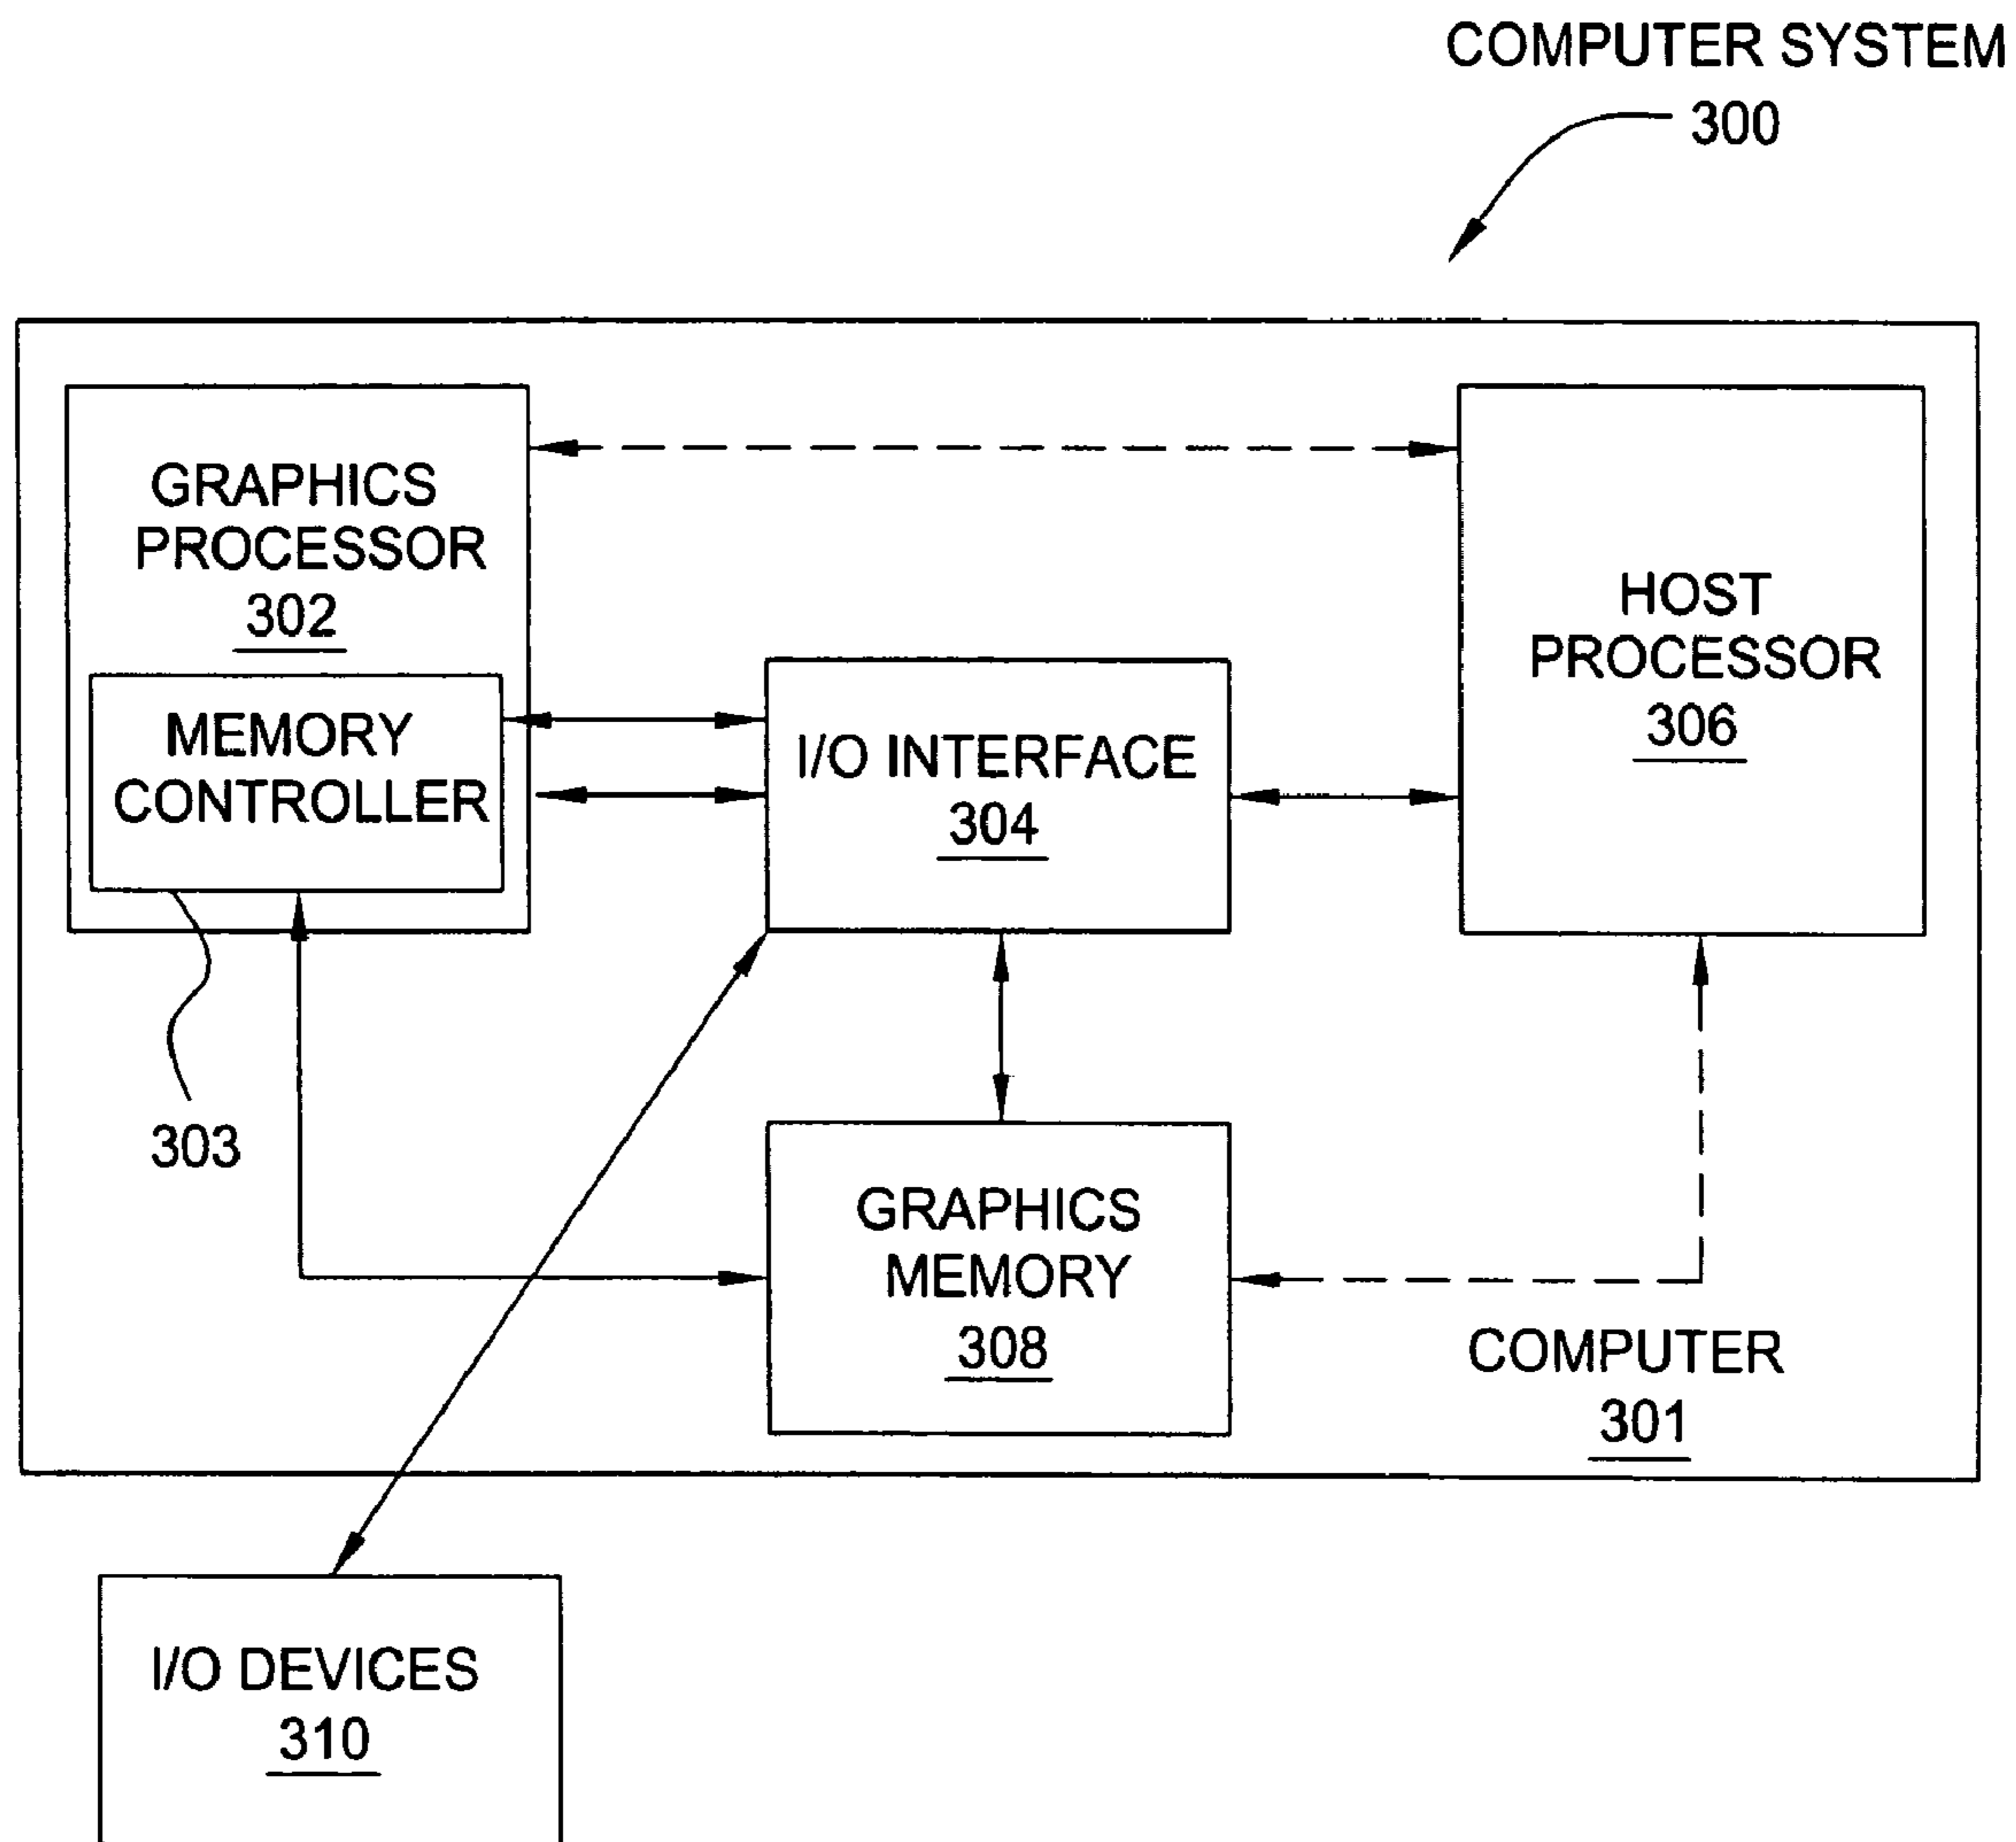 COMPUTER SYSTEM
300
GRAPHICS
PROCESSOR
302
MEMORY
CONTROLLER
303
I/O INTERFACE
304
HOST
PROCESSOR
306
GRAPHICS
MEMORY
308
COMPUTER
301
I/O DEVICES
310